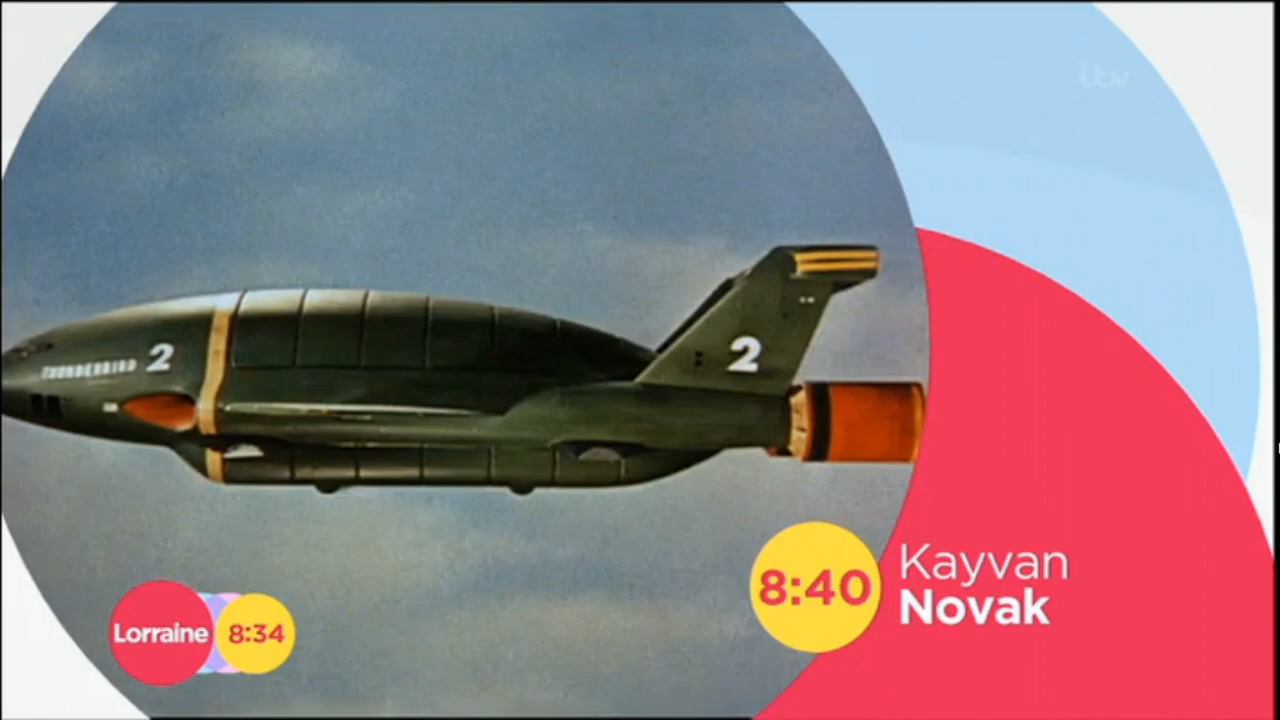 itv
THUNDERBIRD 2
2
8:40
Kayvan
Novak
Lorraine
8:34